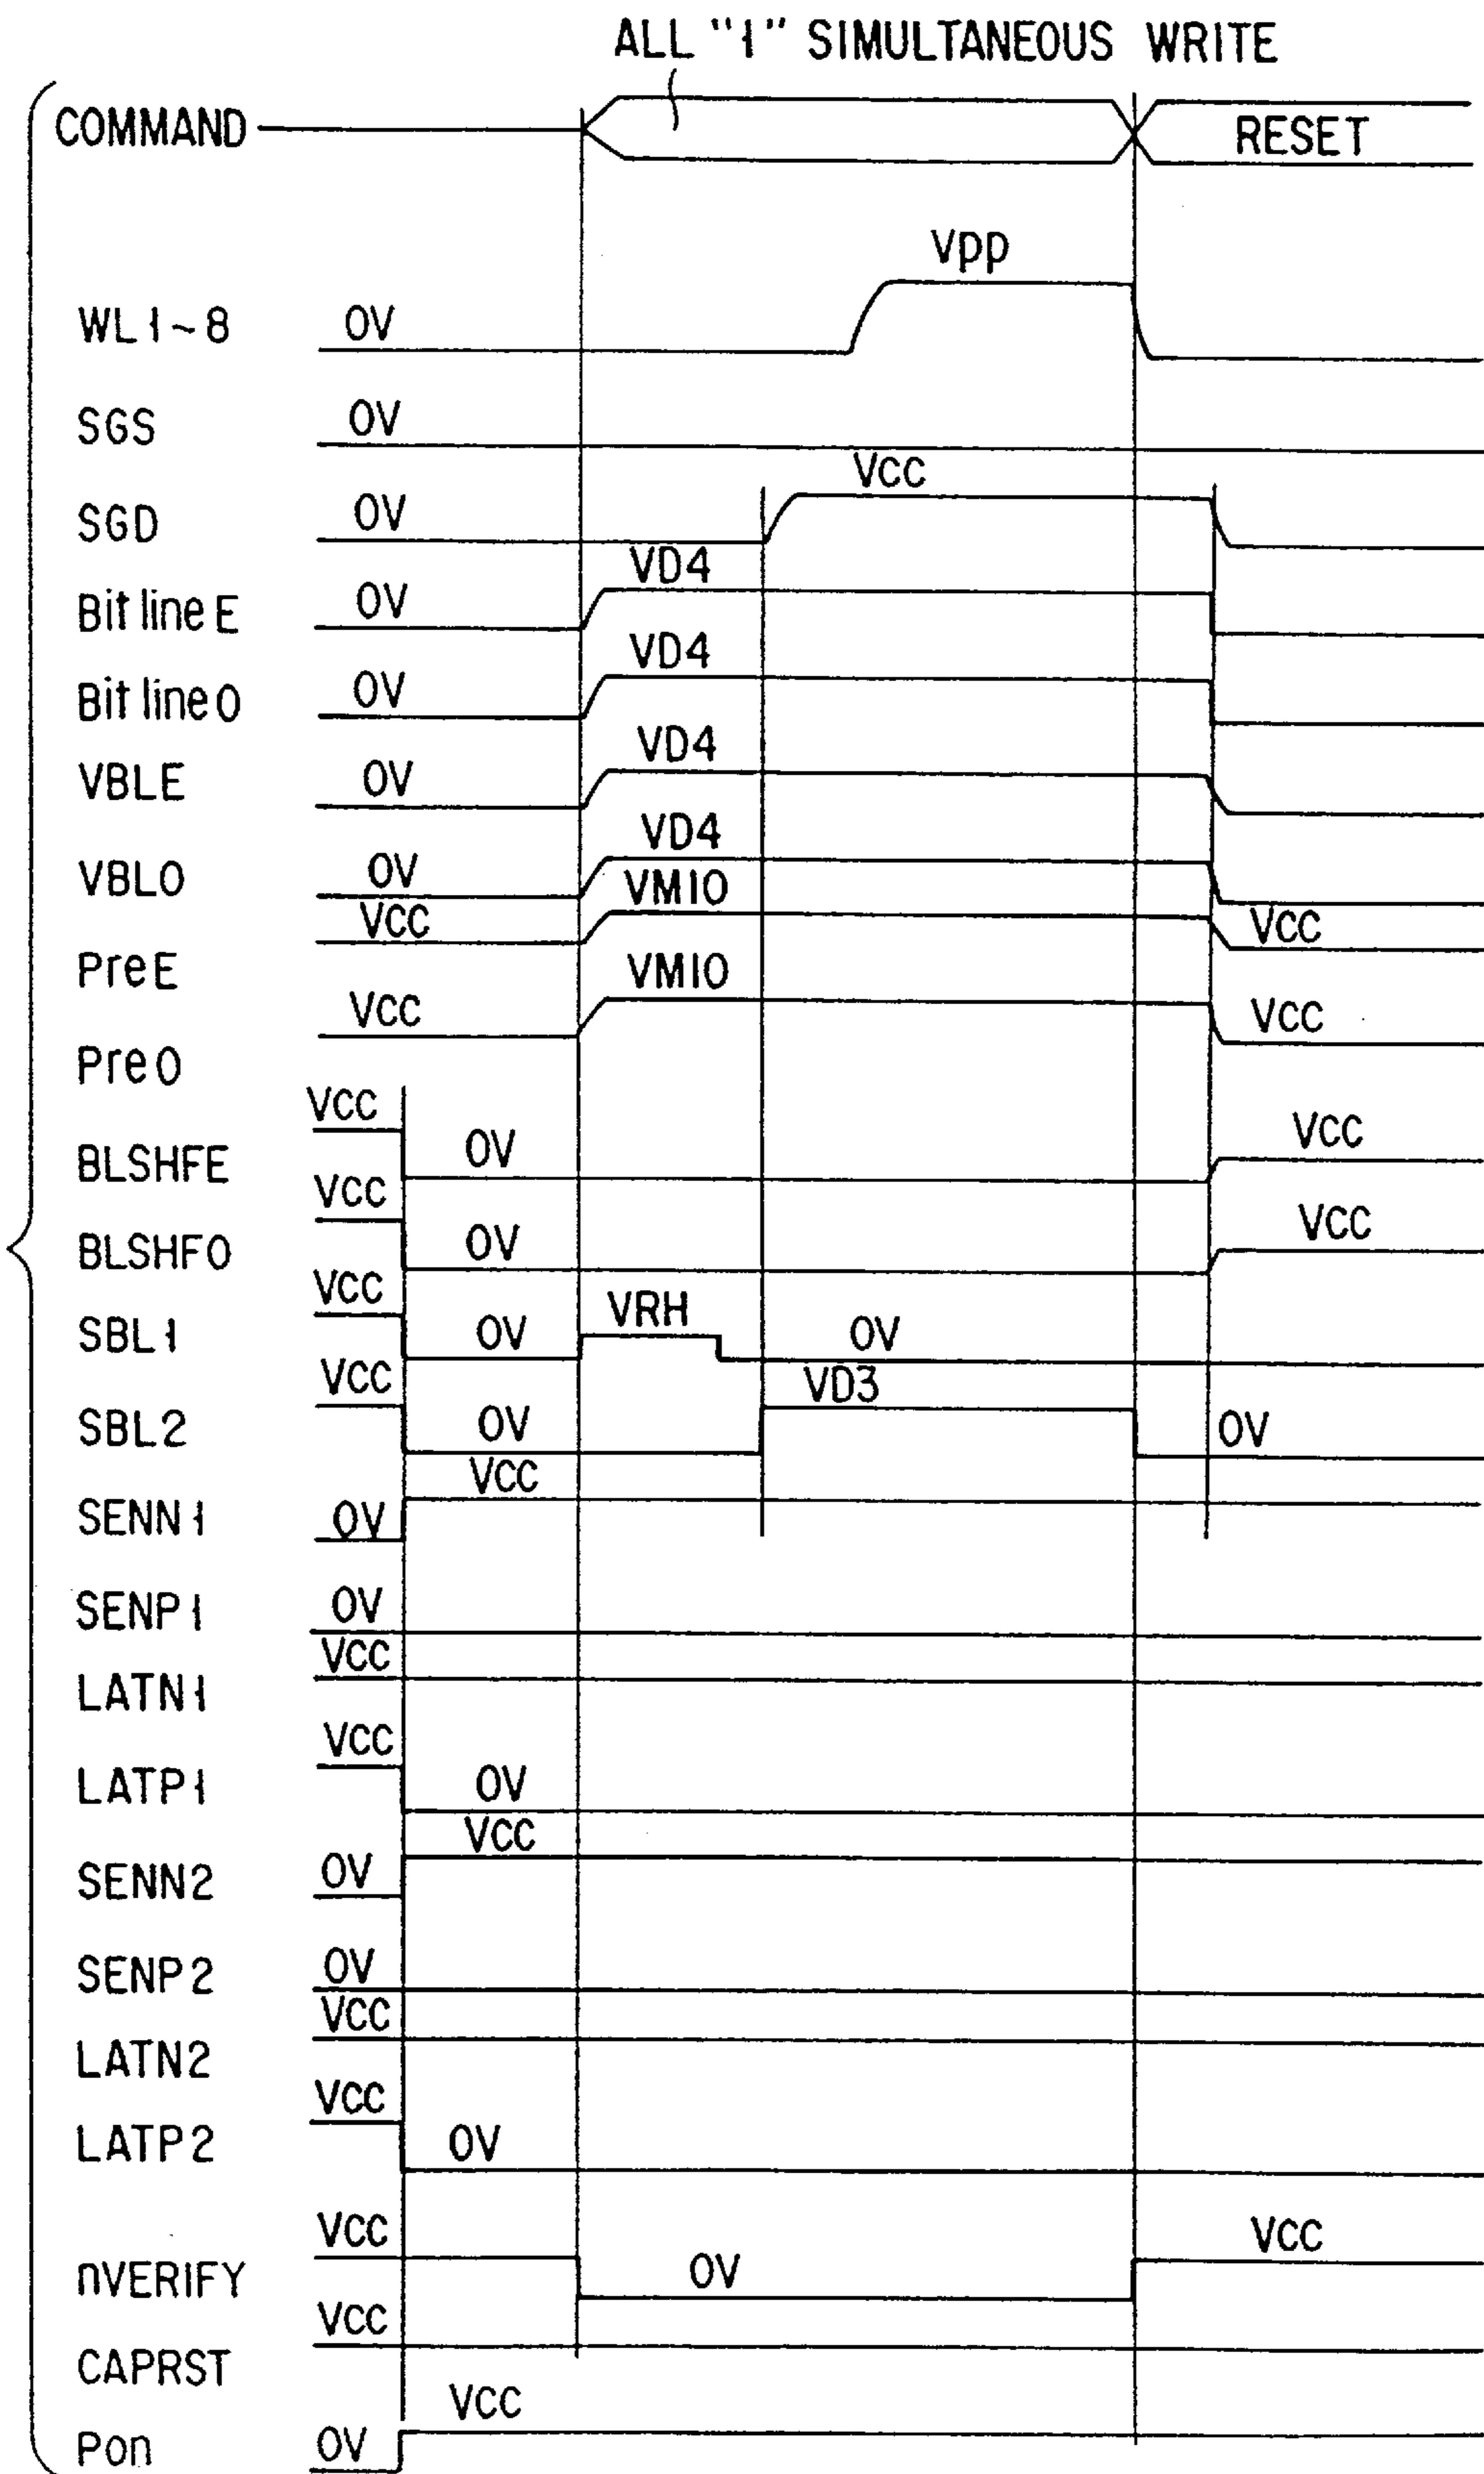 ALL "1" SIMULTANEOUS WRITE
COMMAND RESET
Vpp
WL1~8 0V
SGS 0V
VCC
SGD 0V
VD4
Bit line E 0V
VD4
Bit line O 0V
VD4
VBLE 0V
VD4
VBLO 0V
VM10
VCC VCC
PreE
VM10
VCC VCC
PreO
VCC
BLSHFE 0V VCC
VCC
BLSHFO 0V VCC
VCC
SBL1 0V VRH 0V
VCC VD3
SBL2 0V 0V
VCC
SENN1 0V
SENP1 0V
VCC
LATN1
VCC
LATP1 0V
VCC
SENN2 0V
SENP2 0V
VCC
LATN2
VCC
LATP2 0V
VCC VCC
nVERIFY 0V
VCC
CAPRST
VCC
Pon 0V